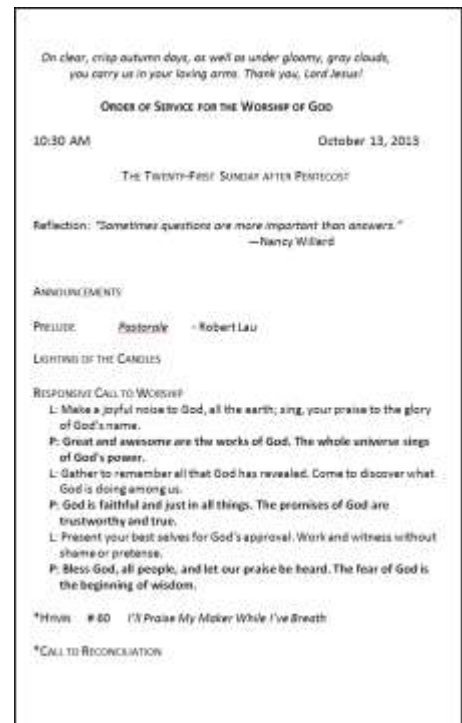 On clear, crisp autumn days, as well as under gloomy, gray clouds,
you carry us in your loving arms. Thank you, Lord Jesus!
ORDER OF SERVICE FOR THE WORSHIP OF GOD
10:30 AM October 13, 2013
THE TWENTY-FIRST SUNDAY AFTER PENTECOST
Reflection: "Sometimes questions are more important than answers."
—Nancy Willard
ANNOUNCEMENTS
PRELUDE Pastorale - Robert Lau
LIGHTING OF THE CANDLES
RESPONSIVE CALL TO WORSHIP
L: Make a joyful noise to God, all the earth; sing, your praise to the glory
of God's name.
P: Great and awesome are the works of God. The whole universe sings
of God's power.
L: Gather to remember all that God has revealed. Come to discover what
God is doing among us.
P: God is faithful and just in all things. The promises of God are
trustworthy and true.
L: Present your best selves for God's approval. Work and witness without
shame or pretense.
P: Bless God, all people, and let our praise be heard. The fear of God is
the beginning of wisdom.
*HYMN # 60 I'll Praise My Maker While I've Breath
*CALL TO RECONCILIATION